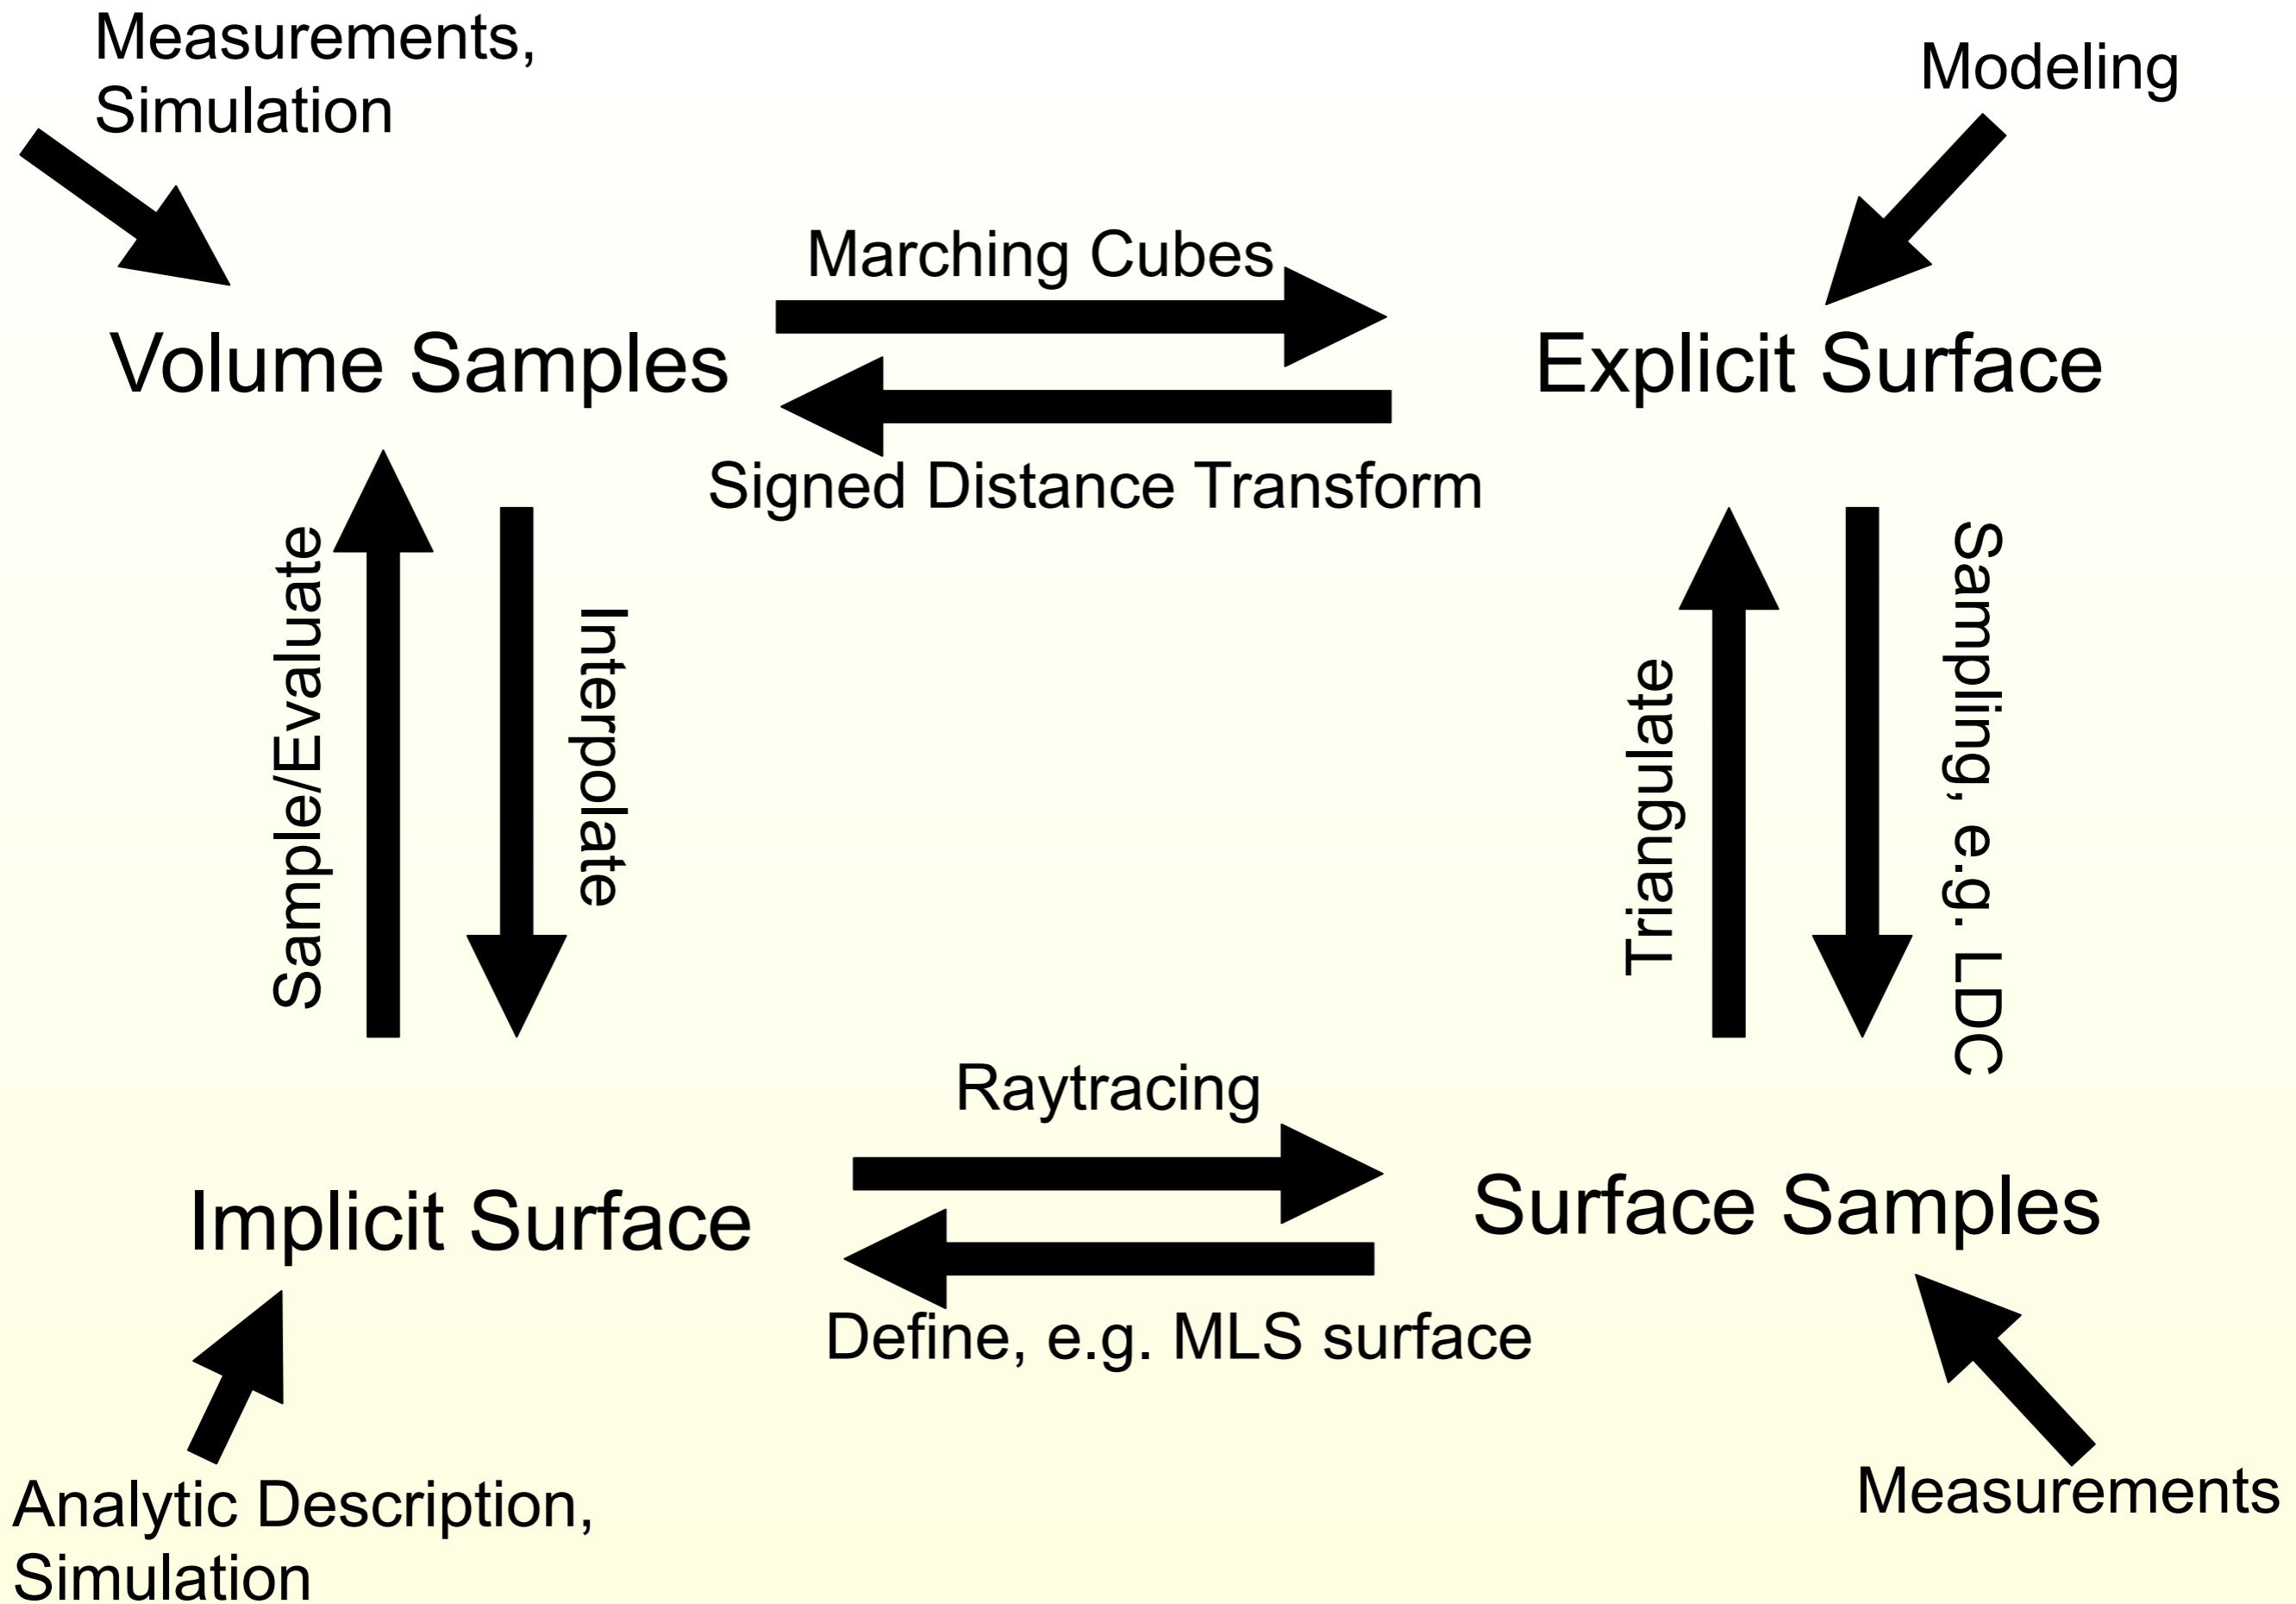 Measurements,
Simulation
Modeling
Marching Cubes
Volume Samples
Explicit Surface
Signed Distance Transform
Sample/Evaluate
Interpolate
Triangulate
Sampling, e.g. LDC
Raytracing
Implicit Surface
Surface Samples
Define, e.g. MLS surface
Analytic Description,
Simulation
Measurements